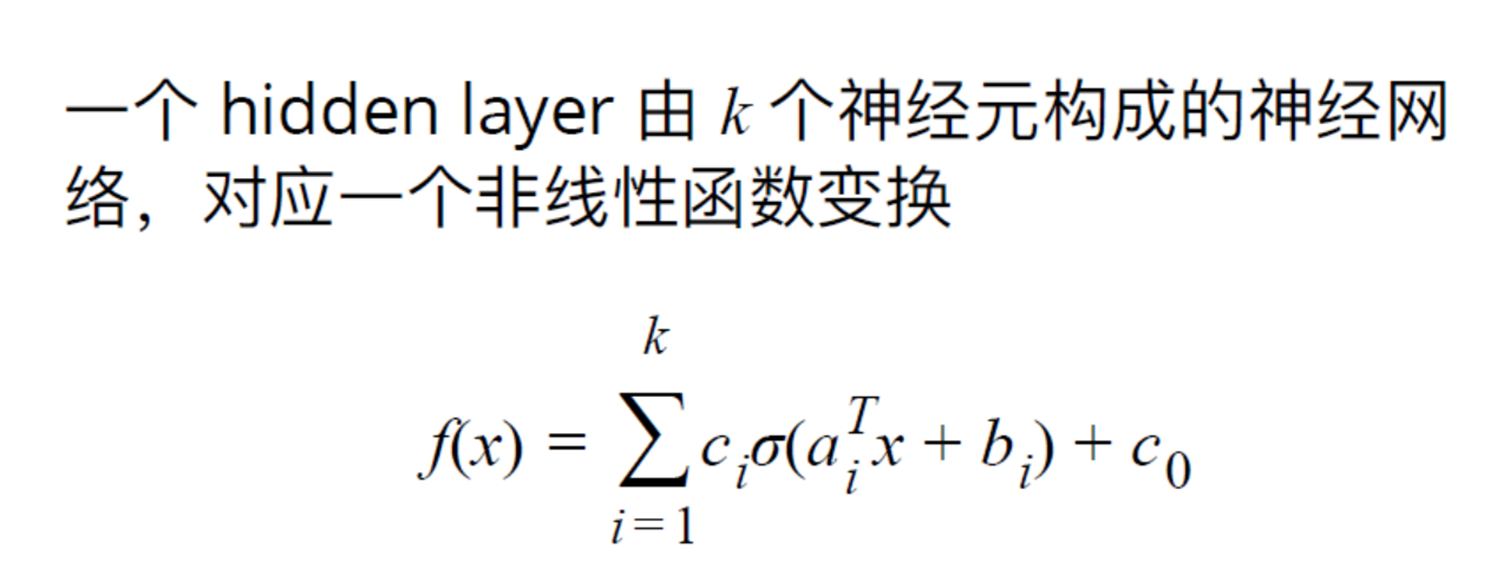 一个 hidden layer 由 k 个神经元构成的神经网
络，对应一个非线性函数变换
f(x) = \sum_{i=1}^{k} c_i σ(a_i^T x + b_i) + c_0